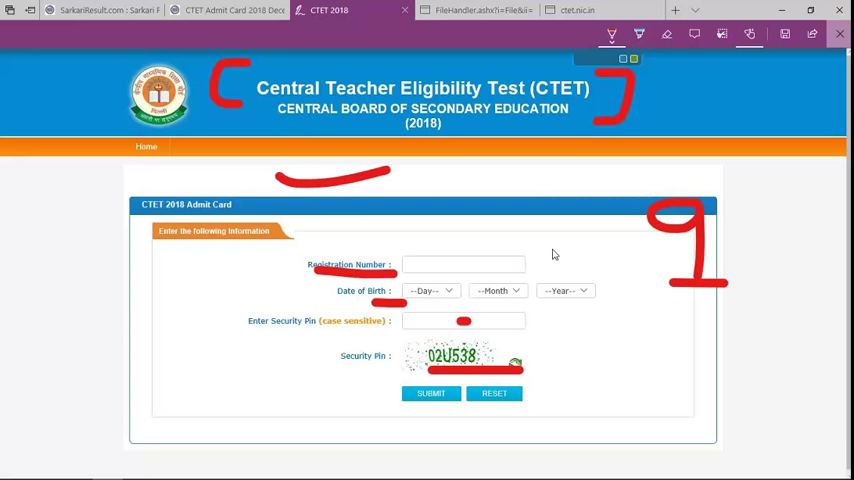 SarkariResult.com : Sarkari F
CTET Admit Card 2018 Dece
CTET 2018
FileHandler.ashx?i=File&ii=
ctet.nic.in
Central Teacher Eligibility Test (CTET)
CENTRAL BOARD OF SECONDARY EDUCATION
(2018)
Home
CTET 2018 Admit Card
Enter the following Information
Registration Number :
Date of Birth : --Day-- --Month-- --Year--
Enter Security Pin (case sensitive) :
Security Pin : 02U538
SUBMIT RESET
9